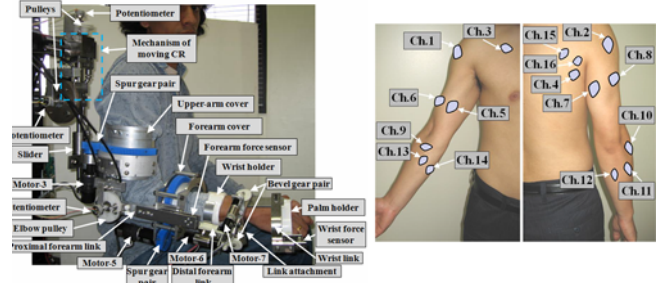 Pulleys
Potentiometer
Mechanism of
moving CR
Spur gear pair
Upper-arm cover
Forearm cover
Forearm force sensor
Wrist holder
Bevel gear pair
Palm holder
Wrist force
sensor
Wrist link
Link attachment
Motor-7
Distal forearm
link
Motor-6
Spur gear
pair
Motor-5
Proximal forearm link
Elbow pulley
otentiometer
Motor-3
Slider
otentiometer
Ch.1
Ch.3
Ch.6
Ch.5
Ch.9
Ch.13
Ch.14
Ch.15
Ch.2
Ch.16
Ch.4
Ch.7
Ch.8
Ch.10
Ch.12
Ch.11